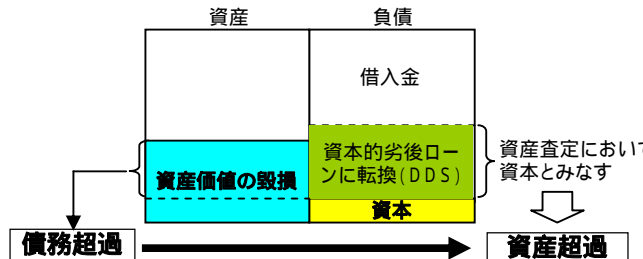 資産
負債
借入金
資産価値の毀損
資本的劣後ロー
ンに転換(DDS)
資本
資産査定において
資本とみなす
債務超過
資産超過